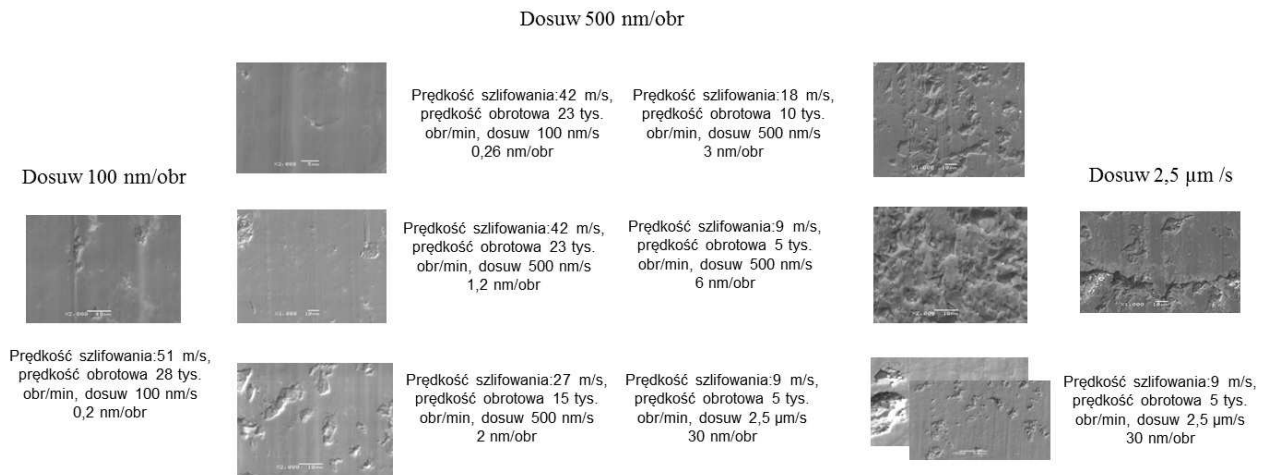 Dosuw 500 nm/obr
Prędkość szlifowania:42 m/s,
prędkość obrotowa 23 tys.
obr/min, dosuw 100 nm/s
0,26 nm/obr
Prędkość szlifowania:18 m/s,
prędkość obrotowa 10 tys.
obr/min, dosuw 500 nm/s
3 nm/obr
Dosuw 100 nm/obr
Dosuw 2,5 µm /s
Prędkość szlifowania:42 m/s,
prędkość obrotowa 23 tys.
obr/min, dosuw 500 nm/s
1,2 nm/obr
Prędkość szlifowania:9 m/s,
prędkość obrotowa 5 tys.
obr/min, dosuw 500 nm/s
6 nm/obr
Prędkość szlifowania:51 m/s,
prędkość obrotowa 28 tys.
obr/min, dosuw 100 nm/s
0,2 nm/obr
Prędkość szlifowania:27 m/s,
prędkość obrotowa 15 tys.
obr/min, dosuw 500 nm/s
2 nm/obr
Prędkość szlifowania:9 m/s,
prędkość obrotowa 5 tys.
obr/min, dosuw 2,5 µm/s
30 nm/obr
Prędkość szlifowania:9 m/s,
prędkość obrotowa 5 tys.
obr/min, dosuw 2,5 µm/s
30 nm/obr